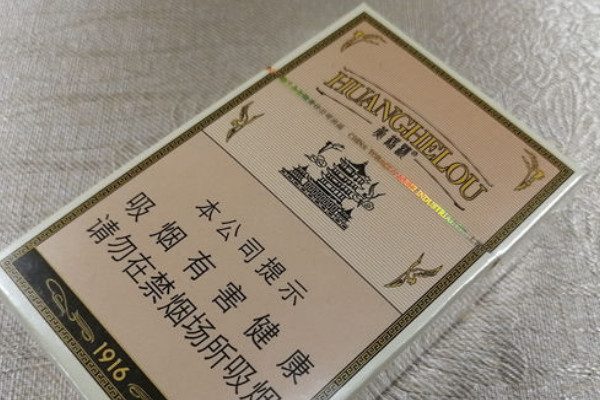 HUANGHELOU
黄鹤楼
本公司提示
吸烟有害健康
请勿在禁烟场所吸烟
1916